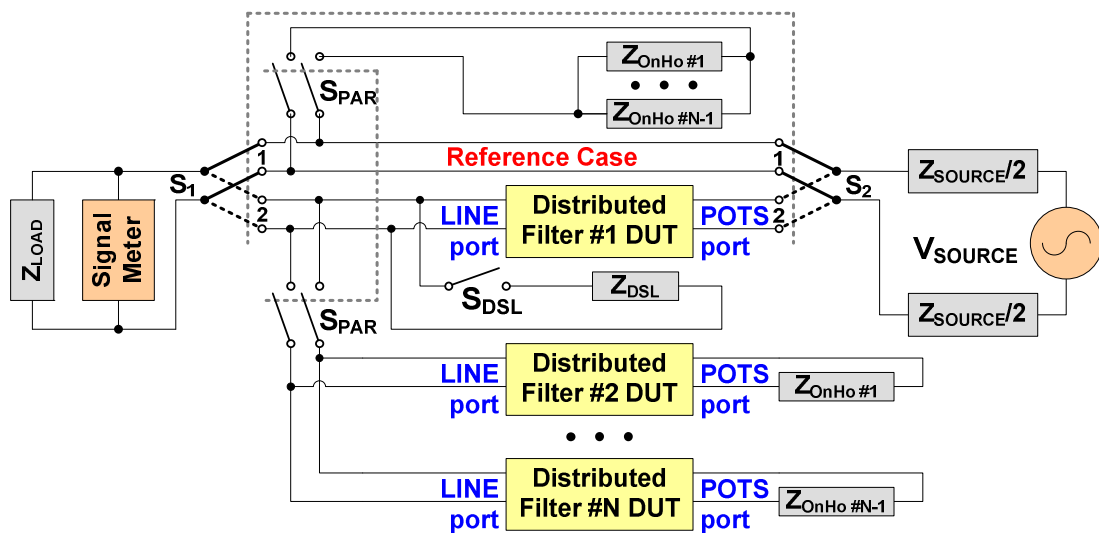 Z_OnHo #1
• • •
Z_OnHo #N-1
S_PAR
1
Reference Case
1
S_1
S_2
Z_SOURCE/2
2
LINE
port
Distributed
Filter #1 DUT
POTS
port
2
Z_LOAD
Signal
Meter
V_SOURCE
S_DSL
Z_DSL
Z_SOURCE/2
S_PAR
LINE
port
Distributed
Filter #2 DUT
POTS
port
Z_OnHo #1
• • •
LINE
port
Distributed
Filter #N DUT
POTS
port
Z_OnHo #N-1